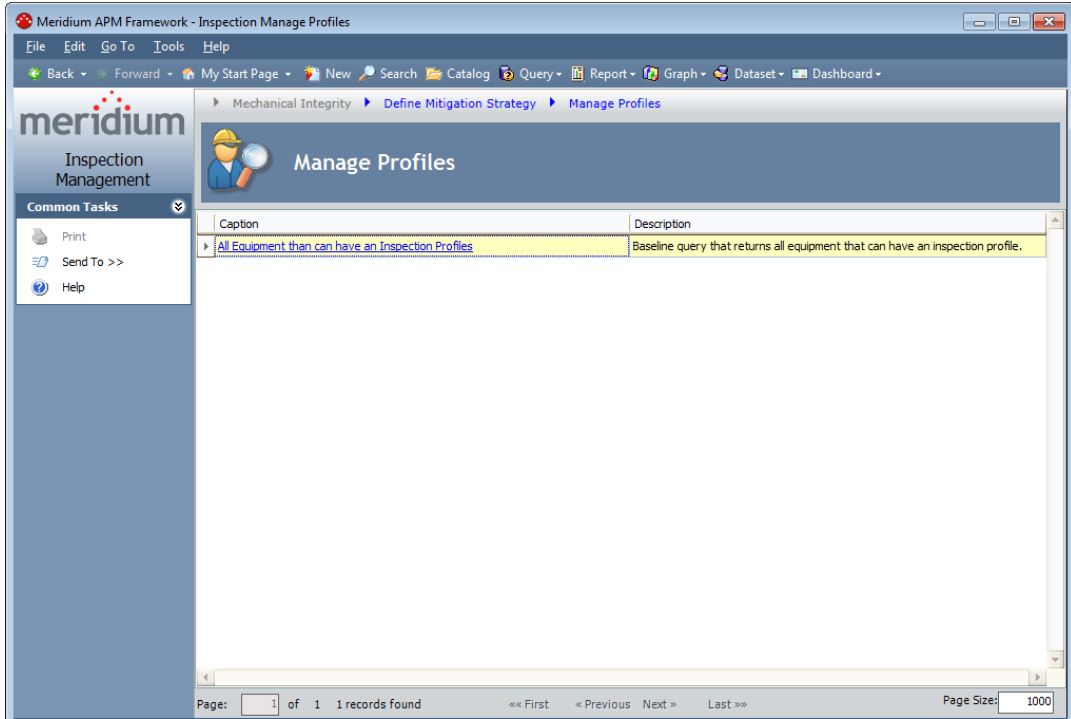 Meridium APM Framework - Inspection Manage Profiles
File Edit Go To Tools Help
Back Forward My Start Page New Search Catalog Query Report Graph Dataset Dashboard
meridium
Inspection
Management
Common Tasks
Print
Send To >>
Help
Mechanical Integrity Define Mitigation Strategy Manage Profiles
Manage Profiles
Caption Description
All Equipment than can have an Inspection Profiles Baseline query that returns all equipment that can have an inspection profile.
Page: 1 of 1 1 records found «« First « Previous Next » Last »» Page Size: 1000